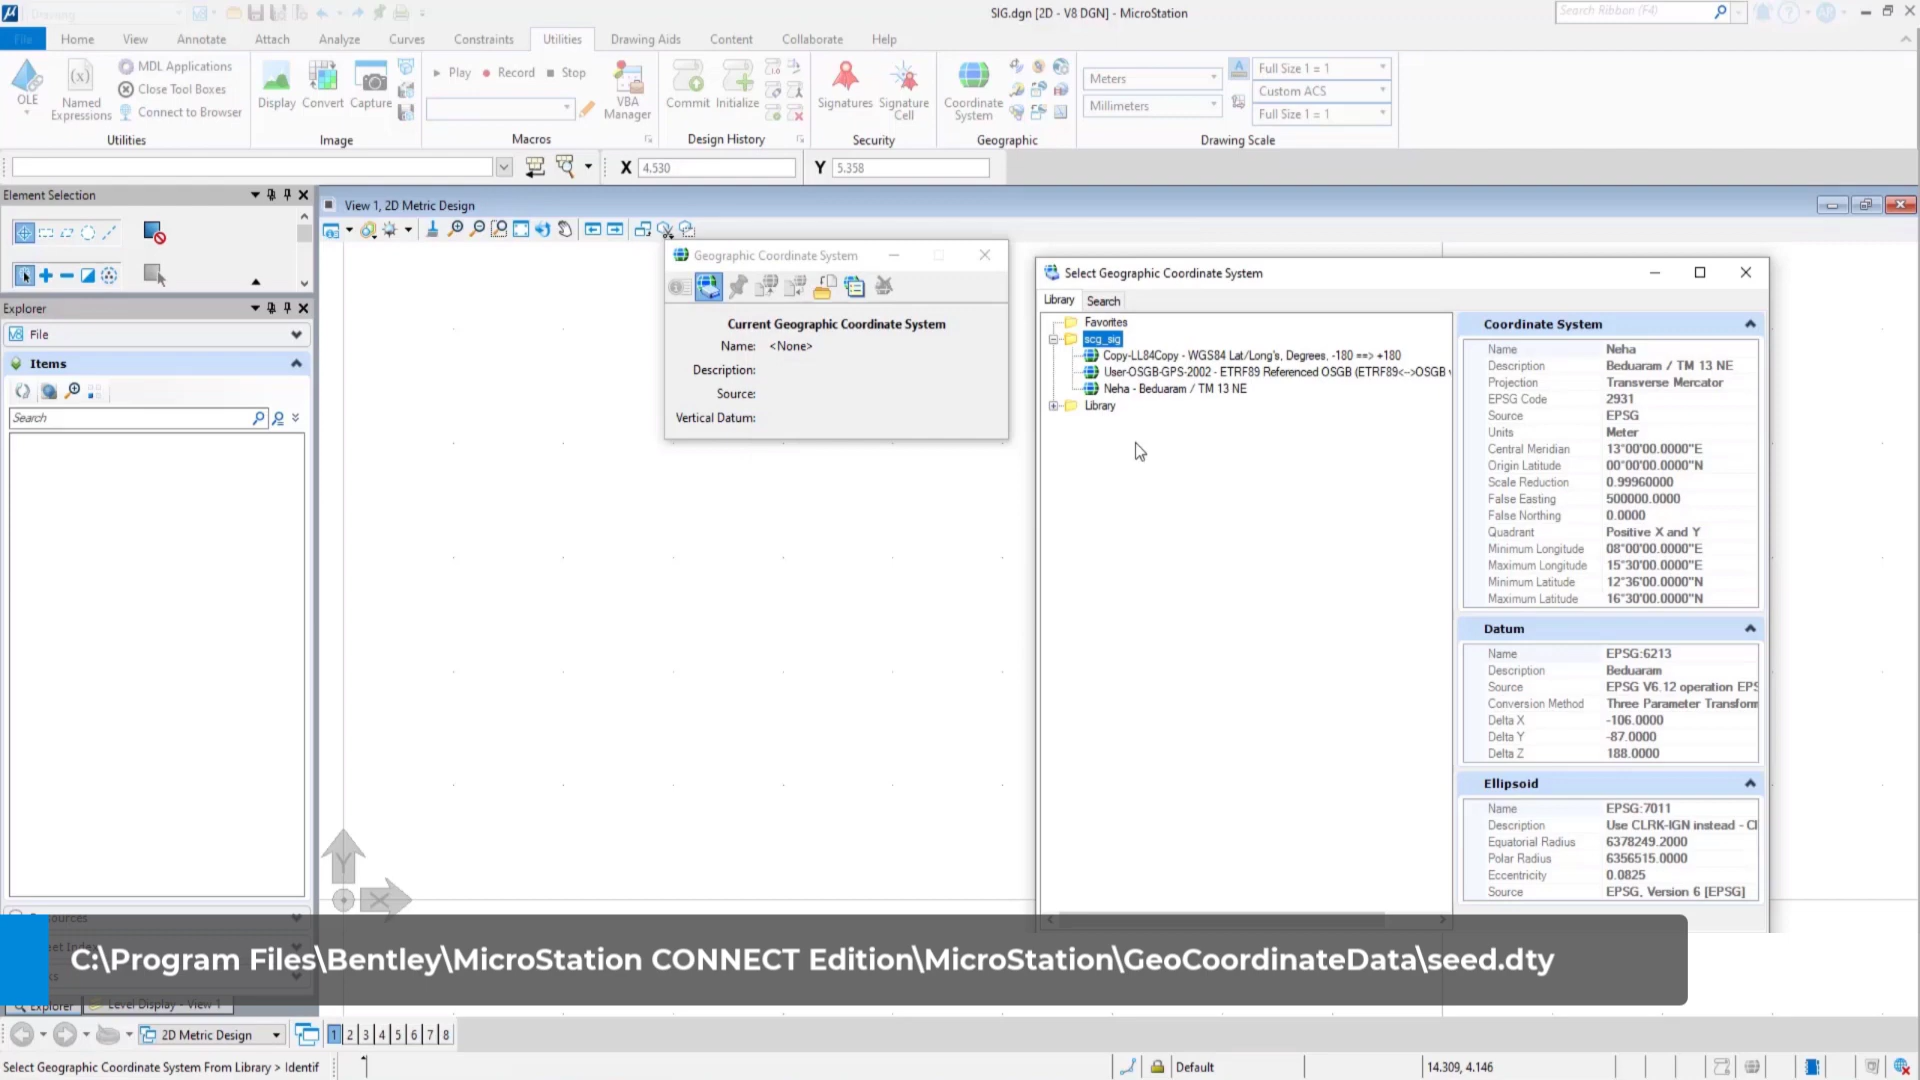 Drawing
SIG.dgn [2D - V8 DGN] - MicroStation
Search Ribbon (F4)
File Home View Annotate Attach Analyze Curves Constraints Utilities Drawing Aids Content Collaborate Help
OLE
Named Expressions
MDL Applications
Close Tool Boxes
Connect to Browser
Utilities
Display Convert Capture
Image
Play Record Stop
VBA Manager
Macros
Commit Initialize
Design History
Signatures
Signature Cell
Security
Coordinate System
Geographic
Meters
Millimeters
Full Size 1 = 1
Custom ACS
Full Size 1 = 1
Drawing Scale
X 4.530 Y 5.358
Element Selection
View 1, 2D Metric Design
Explorer
File
Items
Search
Geographic Coordinate System
Current Geographic Coordinate System
Name: <None>
Description:
Source:
Vertical Datum:
Select Geographic Coordinate System
Library Search
Favorites
scg_sig
Copy-LL84Copy - WGS84 Lat/Long's, Degrees, -180 ==> +180
User-OSGB-GPS-2002 - ETRF89 Referenced OSGB (ETRF89<-->OSGB
Neha - Beduaram / TM 13 NE
Library
Coordinate System
Name Neha
Description Beduaram / TM 13 NE
Projection Transverse Mercator
EPSG Code 2931
Source EPSG
Units Meter
Central Meridian 13°00'00.0000"E
Origin Latitude 00°00'00.0000"N
Scale Reduction 0.99960000
False Easting 500000.0000
False Northing 0.0000
Quadrant Positive X and Y
Minimum Longitude 08°00'00.0000"E
Maximum Longitude 15°30'00.0000"E
Minimum Latitude 12°36'00.0000"N
Maximum Latitude 16°30'00.0000"N
Datum
Name EPSG:6213
Description Beduaram
Source EPSG V6.12 operation EPS
Conversion Method Three Parameter Transform
Delta X -106.0000
Delta Y -87.0000
Delta Z 188.0000
Ellipsoid
Name EPSG:7011
Description Use CLRK-IGN instead - Cl
Equatorial Radius 6378249.2000
Polar Radius 6356515.0000
Eccentricity 0.0825
Source EPSG, Version 6 [EPSG]
Y
X
C:\Program Files\Bentley\MicroStation CONNECT Edition\MicroStation\GeoCoordinateData\seed.dty
Explorer Level Display - View 1
2D Metric Design 1 2 3 4 5 6 7 8
Select Geographic Coordinate System From Library > Identif
Default
14.309, 4.146